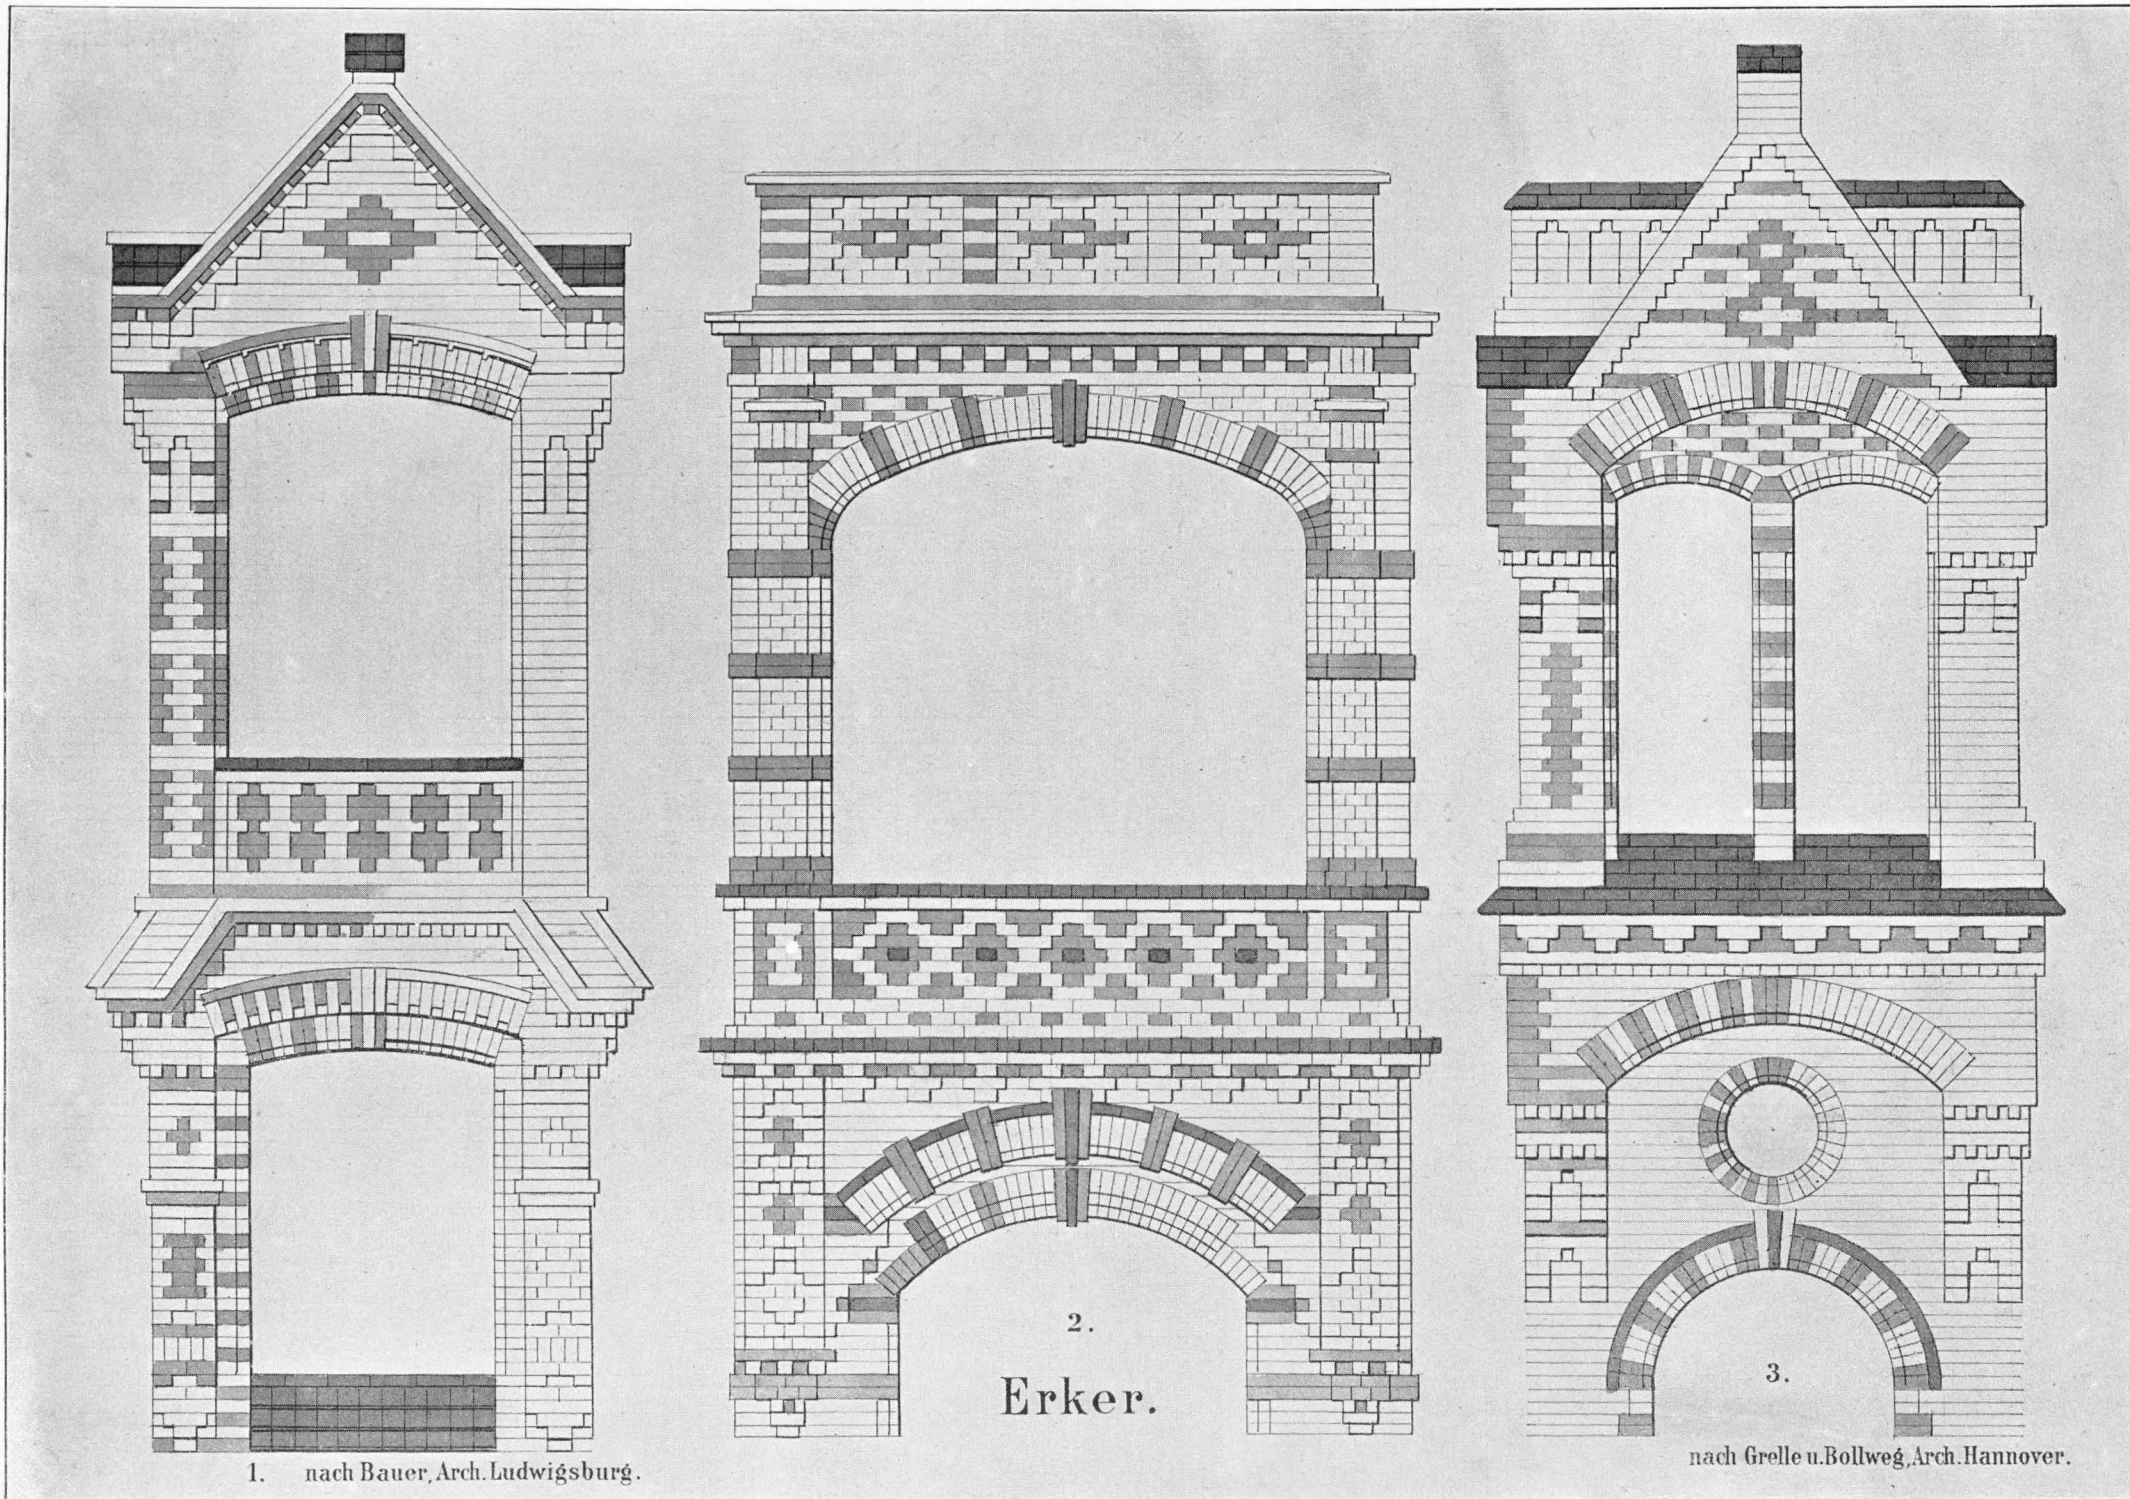 2.
Erker.
3.
1. nach Bauer, Arch. Ludwigsburg.
nach Grelle u. Bollweg, Arch. Hannover.